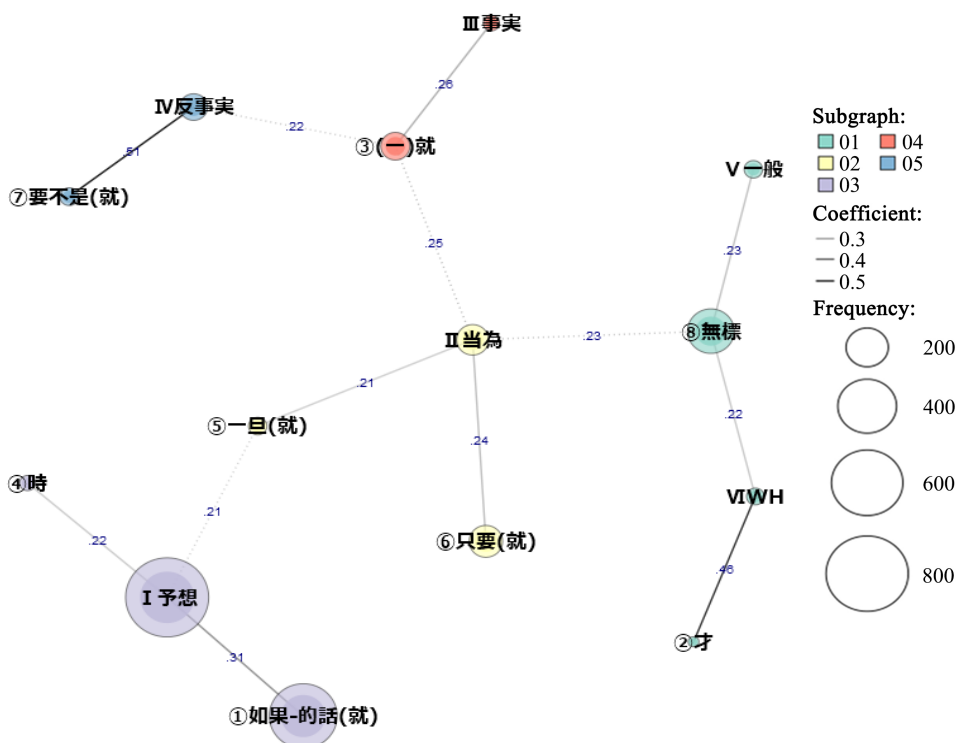 Ⅲ事実
.26
Ⅳ反事実
.22
③(一)就
.51
⑦要不是(就)
.25
Ⅴ一般
.23
Ⅱ当為
.23
⑧無標
.21
.24
.22
⑤一旦(就)
④時
.21
.22
⑥只要(就)
ⅥWH
.46
Ⅰ予想
.31
②才
①如果-的話(就)
Subgraph:
01 04
02 05
03
Coefficient:
0.3
0.4
0.5
Frequency:
200
400
600
800